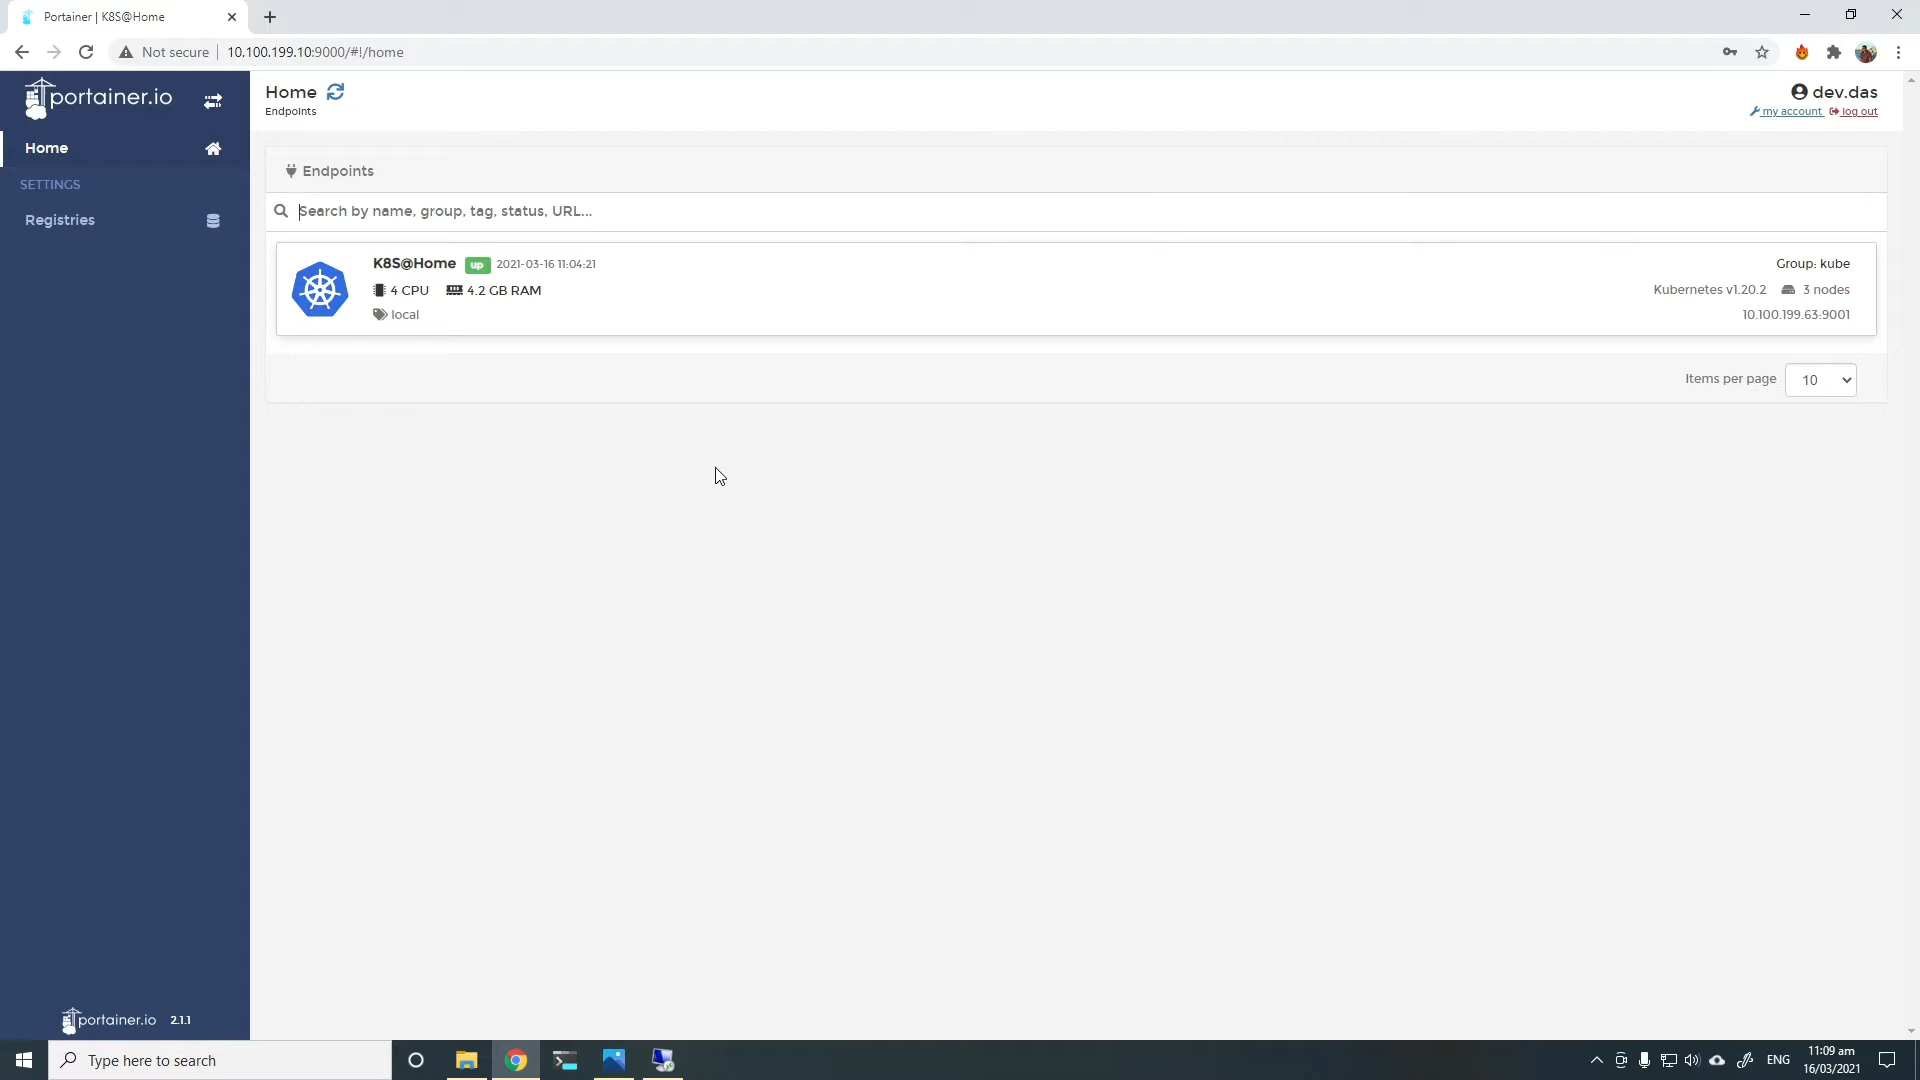 Portainer | K8S@Home
Not secure
10.100.199.10:9000/#!/home
portainer.io
Home
Endpoints
dev.das
my account
log out
Home
SETTINGS
Registries
Endpoints
Search by name, group, tag, status, URL...
K8S@Home up 2021-03-16 11:04:21
Group: kube
4 CPU 4.2 GB RAM
Kubernetes v1.20.2 3 nodes
local
10.100.199.63:9001
Items per page 10
portainer.io 2.1.1
Type here to search
ENG
11:09 am
16/03/2021